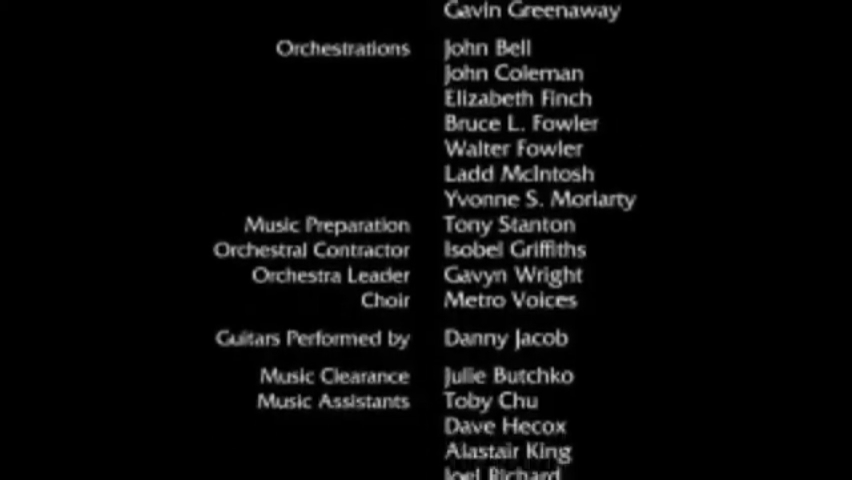 Gavin Greenaway
Orchestrations John Bell
John Coleman
Elizabeth Finch
Bruce L. Fowler
Walter Fowler
Ladd McIntosh
Yvonne S. Moriarty
Music Preparation Tony Stanton
Orchestral Contractor Isobel Griffiths
Orchestra Leader Gavyn Wright
Choir Metro Voices
Guitars Performed by Danny Jacob
Music Clearance Julie Butchko
Music Assistants Toby Chu
Dave Hecox
Alastair King
Joel Richard